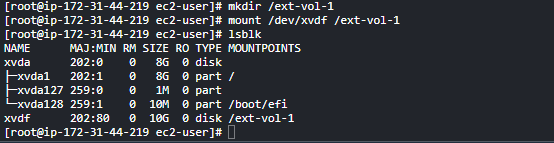 [root@ip-172-31-44-219 ec2-user]# mkdir /ext-vol-1
[root@ip-172-31-44-219 ec2-user]# mount /dev/xvdf /ext-vol-1
[root@ip-172-31-44-219 ec2-user]# lsblk
NAME      MAJ:MIN RM SIZE RO TYPE MOUNTPOINTS
xvda      202:0    0   8G  0 disk
├─xvda1   202:1    0   8G  0 part /
├─xvda127 259:0    0   1M  0 part
└─xvda128 259:1    0  10M  0 part /boot/efi
xvdf      202:80   0  10G  0 disk /ext-vol-1
[root@ip-172-31-44-219 ec2-user]#